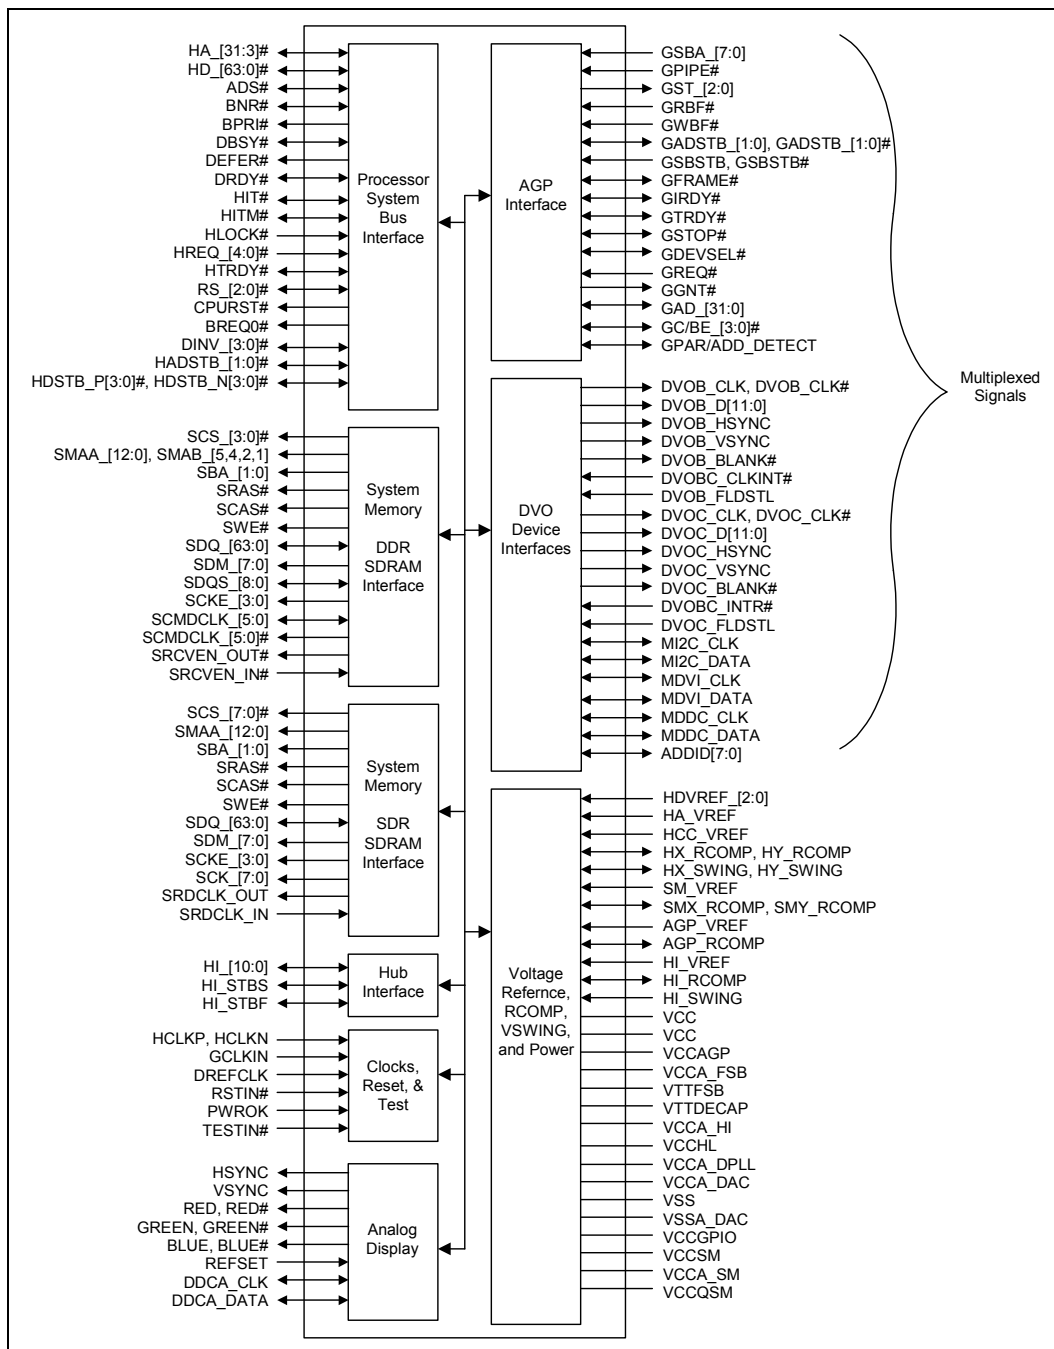 HA_[31:3]#
HD_[63:0]#
ADS#
BNR#
BPRI#
DBSY#
DEFER#
DRDY#
HIT#
HITM#
HLOCK#
HREQ_[4:0]#
HTRDY#
RS_[2:0]#
CPURST#
BREQ0#
DINV_[3:0]#
HADSTB_[1:0]#
HDSTB_P[3:0]#, HDSTB_N[3:0]#
Processor
System
Bus
Interface
SCS_[3:0]#
SMAA_[12:0], SMAB_[5,4,2,1]
SBA_[1:0]
SRAS#
SCAS#
SWE#
SDQ_[63:0]
SDM_[7:0]
SDQS_[8:0]
SCKE_[3:0]
SCMDCLK_[5:0]
SCMDCLK_[5:0]#
SRCVEN_OUT#
SRCVEN_IN#
System
Memory
DDR
SDRAM
Interface
SCS_[7:0]#
SMAA_[12:0]
SBA_[1:0]
SRAS#
SCAS#
SWE#
SDQ_[63:0]
SDM_[7:0]
SCKE_[3:0]
SCK_[7:0]
SRDCLK_OUT
SRDCLK_IN
System
Memory
SDR
SDRAM
Interface
HI_[10:0]
HI_STBS
HI_STBF
Hub
Interface
HCLKP, HCLKN
GCLKIN
DREFCLK
RSTIN#
PWROK
TESTIN#
Clocks,
Reset, &
Test
HSYNC
VSYNC
RED, RED#
GREEN, GREEN#
BLUE, BLUE#
REFSET
DDCA_CLK
DDCA_DATA
Analog
Display
AGP
Interface
GSBA_[7:0]
GPIPE#
GST_[2:0]
GRBF#
GWBF#
GADSTB_[1:0], GADSTB_[1:0]#
GSBSTB, GSBSTB#
GFRAME#
GIRDY#
GTRDY#
GSTOP#
GDEVSEL#
GREQ#
GGNT#
GAD_[31:0]
GC/BE_[3:0]#
GPAR/ADD_DETECT
DVO
Device
Interfaces
DVOB_CLK, DVOB_CLK#
DVOB_D[11:0]
DVOB_HSYNC
DVOB_VSYNC
DVOB_BLANK#
DVOBC_CLKINT#
DVOB_FLDSTL
DVOC_CLK, DVOC_CLK#
DVOC_D[11:0]
DVOC_HSYNC
DVOC_VSYNC
DVOC_BLANK#
DVOBC_INTR#
DVOC_FLDSTL
MI2C_CLK
MI2C_DATA
MDVI_CLK
MDVI_DATA
MDDC_CLK
MDDC_DATA
ADDID[7:0]
Multiplexed
Signals
Voltage
Refernce,
RCOMP,
VSWING,
and Power
HDVREF_[2:0]
HA_VREF
HCC_VREF
HX_RCOMP, HY_RCOMP
HX_SWING, HY_SWING
SM_VREF
SMX_RCOMP, SMY_RCOMP
AGP_VREF
AGP_RCOMP
HI_VREF
HI_RCOMP
HI_SWING
VCC
VCC
VCCAGP
VCCA_FSB
VTTFSB
VTTDECAP
VCCA_HI
VCCHL
VCCA_DPLL
VCCA_DAC
VSS
VSSA_DAC
VCCGPIO
VCCSM
VCCA_SM
VCCQSM